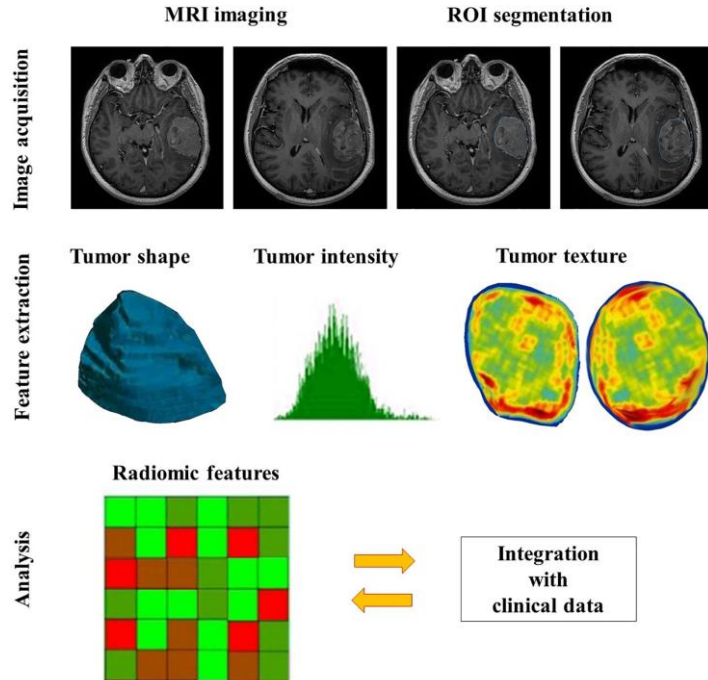 MRI imaging
ROI segmentation
Image acquisition
Tumor shape
Tumor intensity
Tumor texture
Feature extraction
Radiomic features
Analysis
Integration
with
clinical data